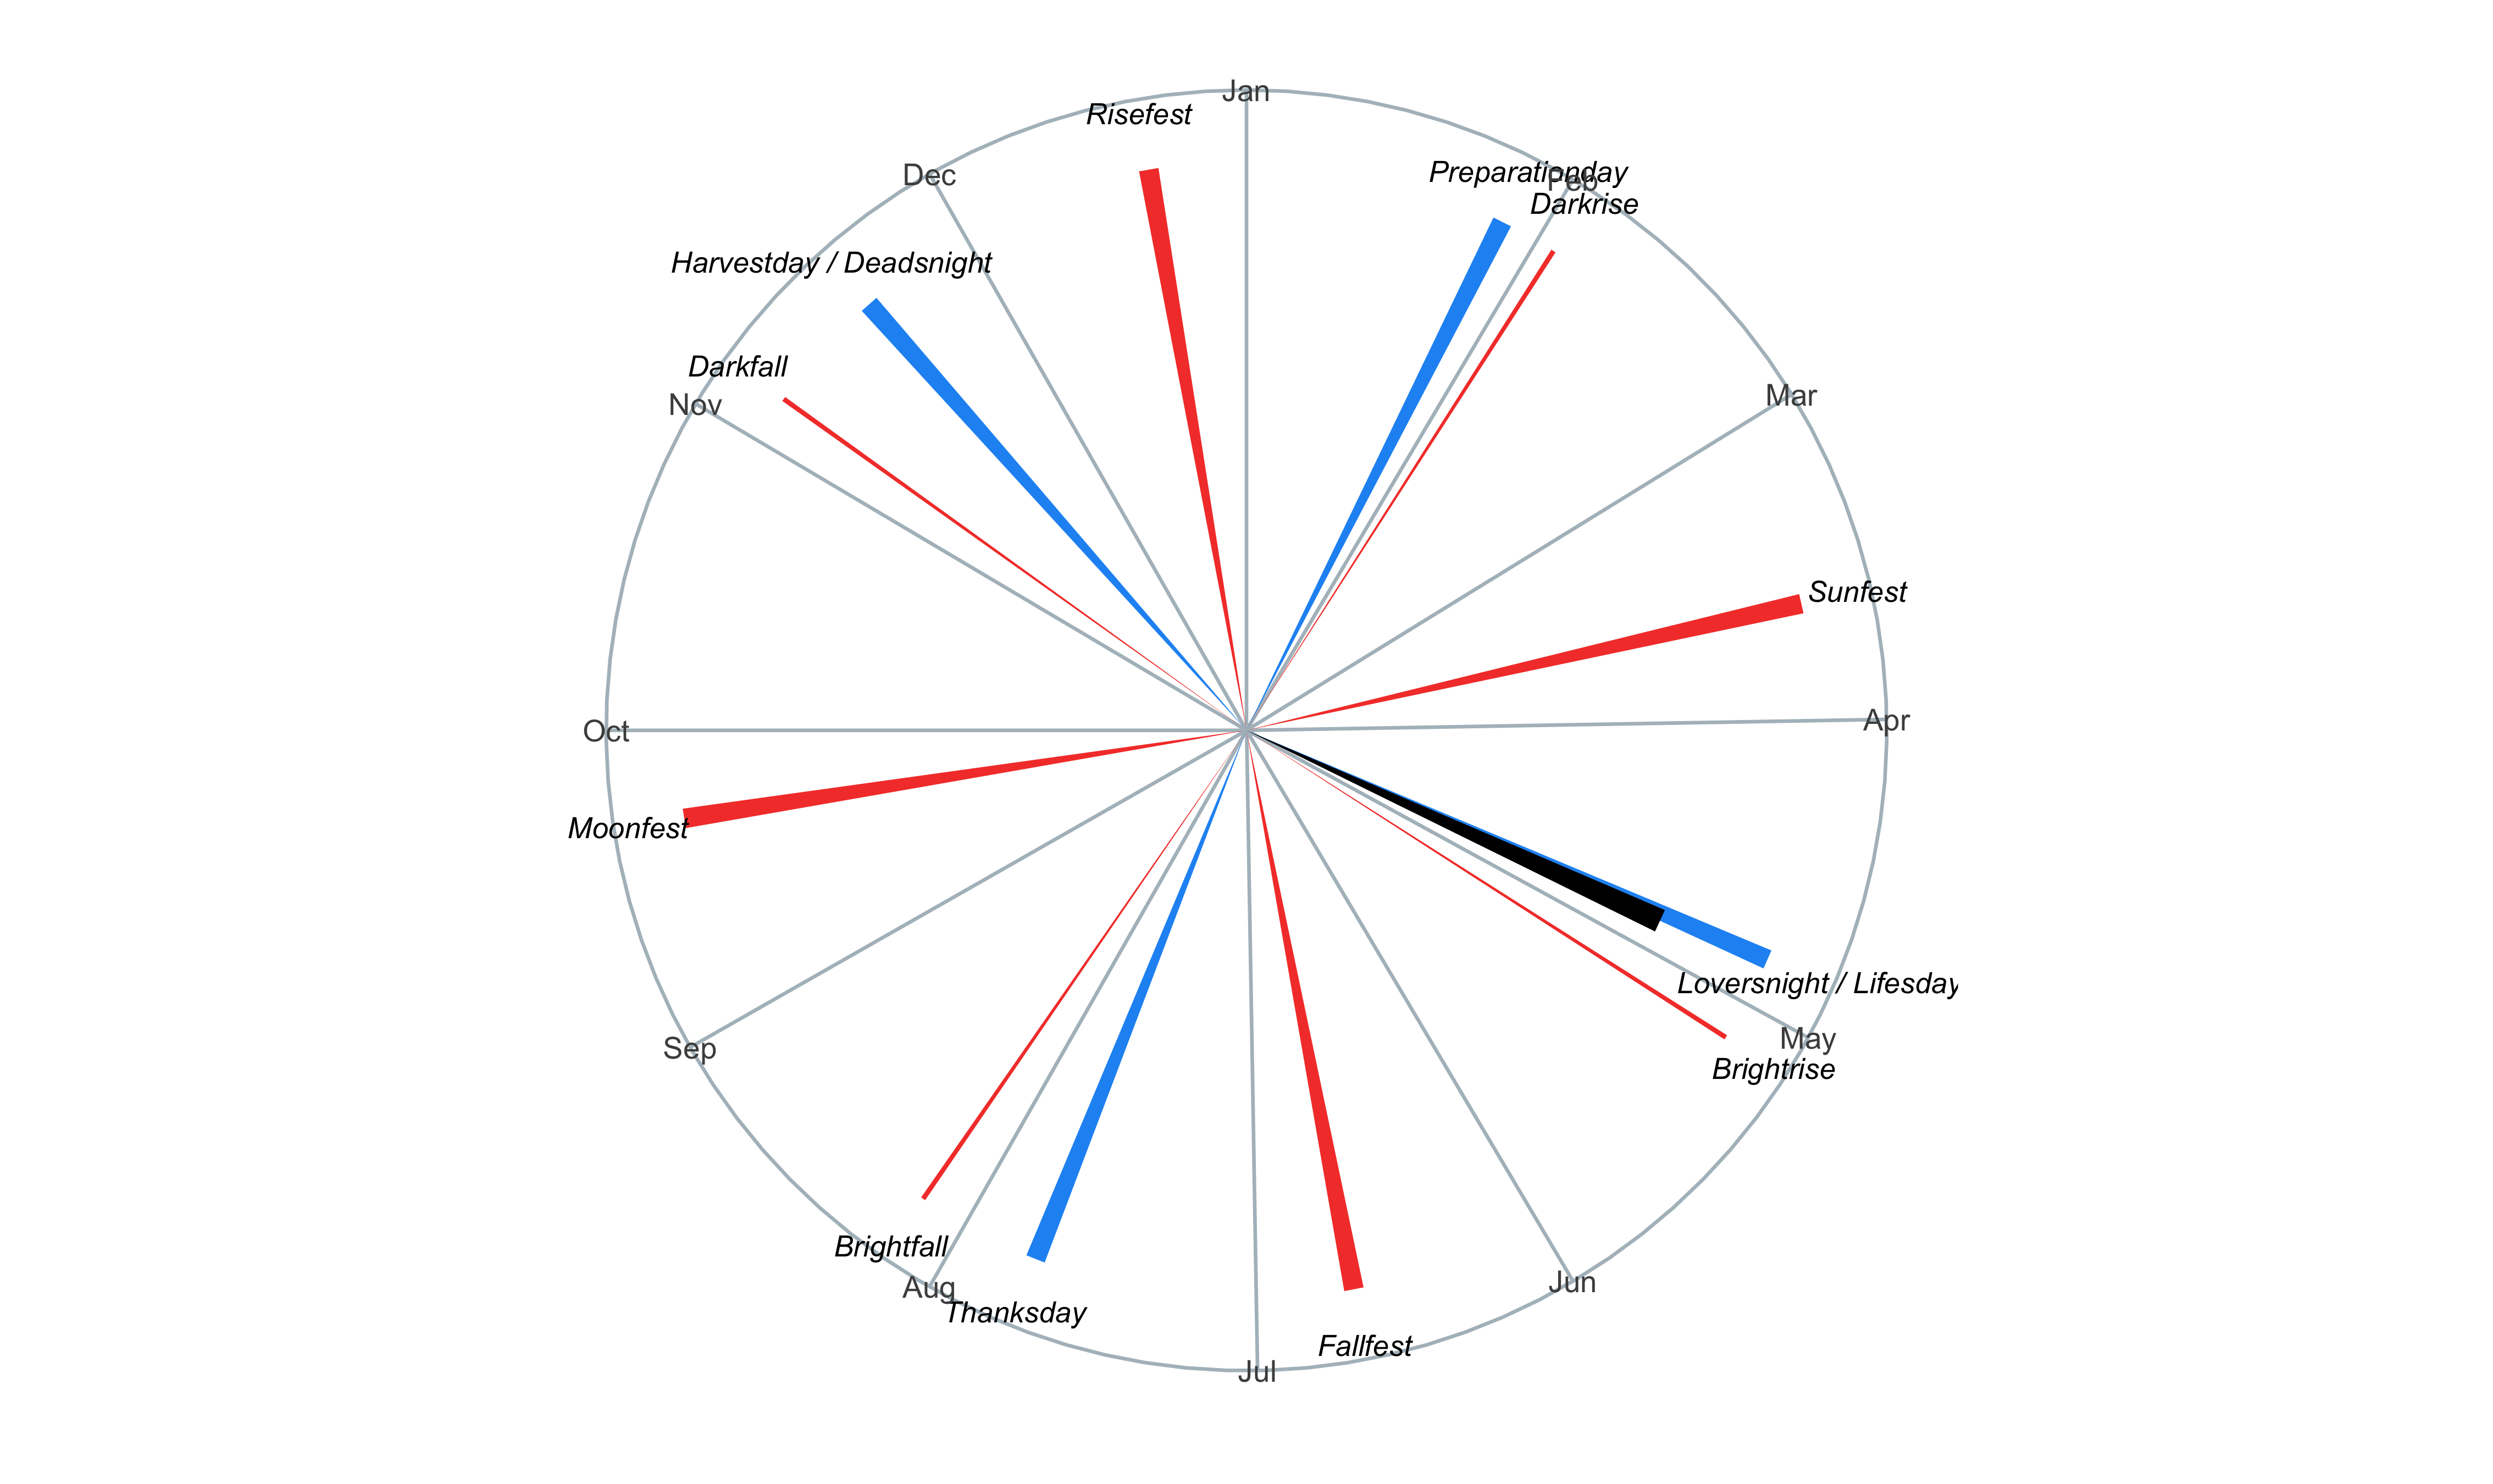 Jan
Risefest
Preparationday
Dec
Feb
Darkrise
Harvestday / Deadsnight
Darkfall
Mar
Nov
Sunfest
Apr
Oct
Moonfest
Loversnight / Lifesday
May
Sep
Brightrise
Brightfall
Jun
Aug
Thanksday
Fallfest
Jul